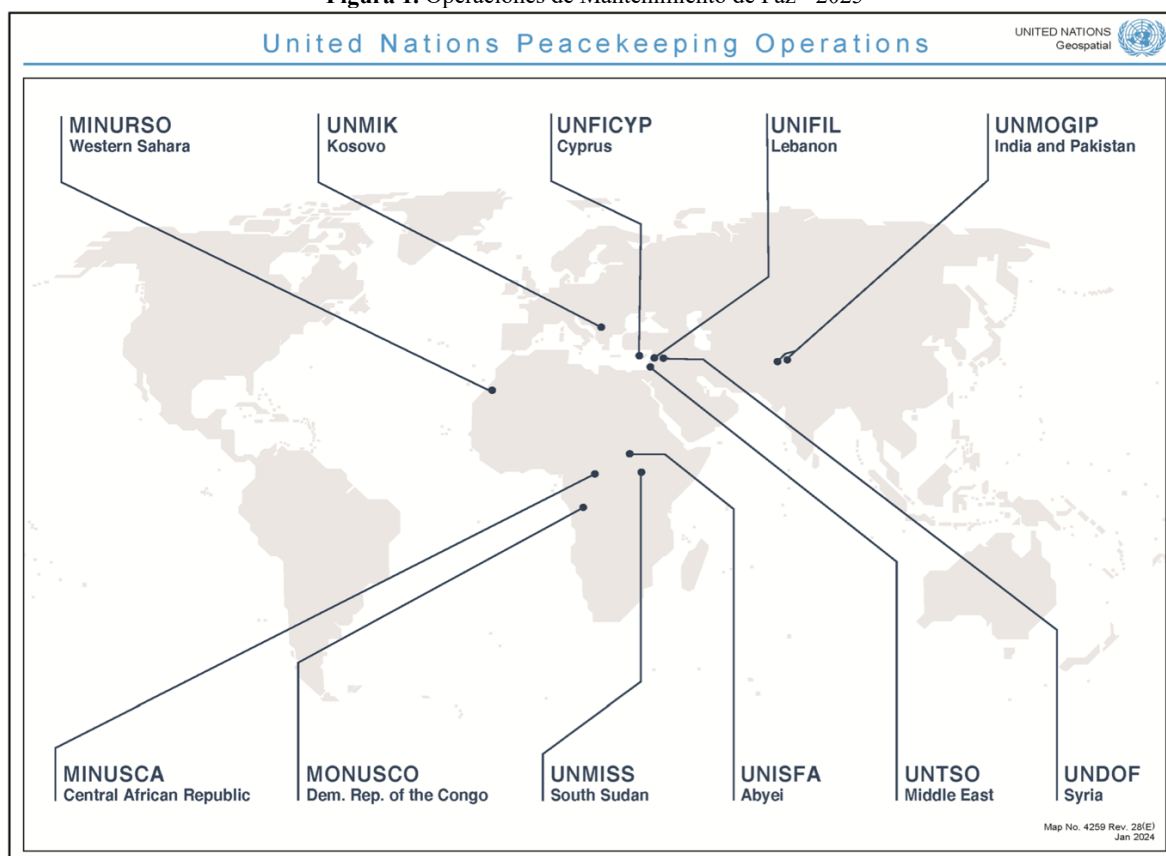 Figura 1. Operaciones de Mantenimiento de Paz - 2025
United Nations Peacekeeping Operations
UNITED NATIONS
Geospatial
MINURSO
Western Sahara
UNMIK
Kosovo
UNFICYP
Cyprus
UNIFIL
Lebanon
UNMOGIP
India and Pakistan
MINUSCA
Central African Republic
MONUSCO
Dem. Rep. of the Congo
UNMISS
South Sudan
UNISFA
Abyei
UNTSO
Middle East
UNDOF
Syria
Map No. 4259 Rev. 28(E)
Jan 2024